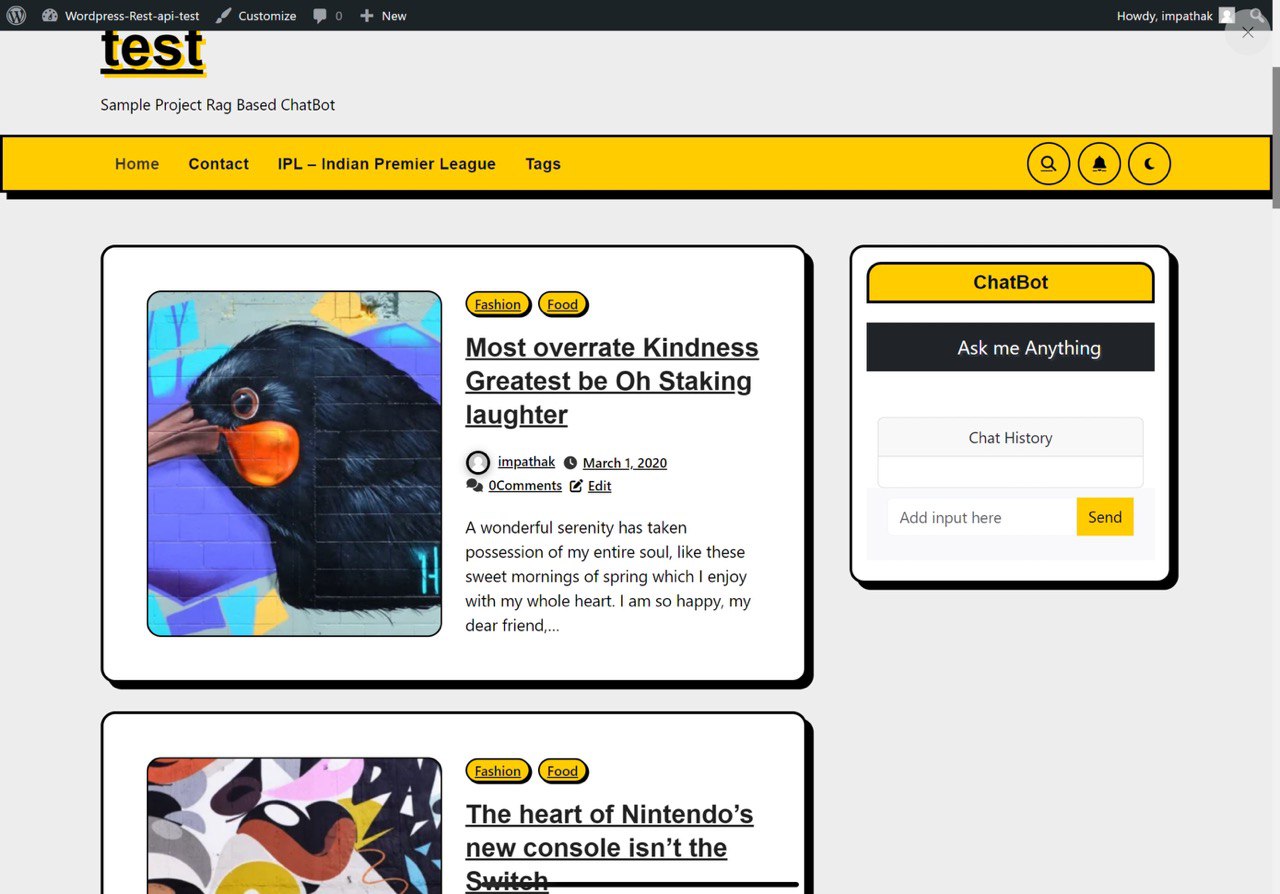 Wordpress-Rest-api-test Customize 0 New Howdy, impathak
test
Sample Project Rag Based ChatBot
Home Contact IPL – Indian Premier League Tags
Fashion Food
Most overrate Kindness
Greatest be Oh Staking
laughter
impathak March 1, 2020
0Comments Edit
A wonderful serenity has taken
possession of my entire soul, like these
sweet mornings of spring which I enjoy
with my whole heart. I am so happy, my
dear friend,...
ChatBot
Ask me Anything
Chat History
Add input here Send
Fashion Food
The heart of Nintendo’s
new console isn’t the
Switch